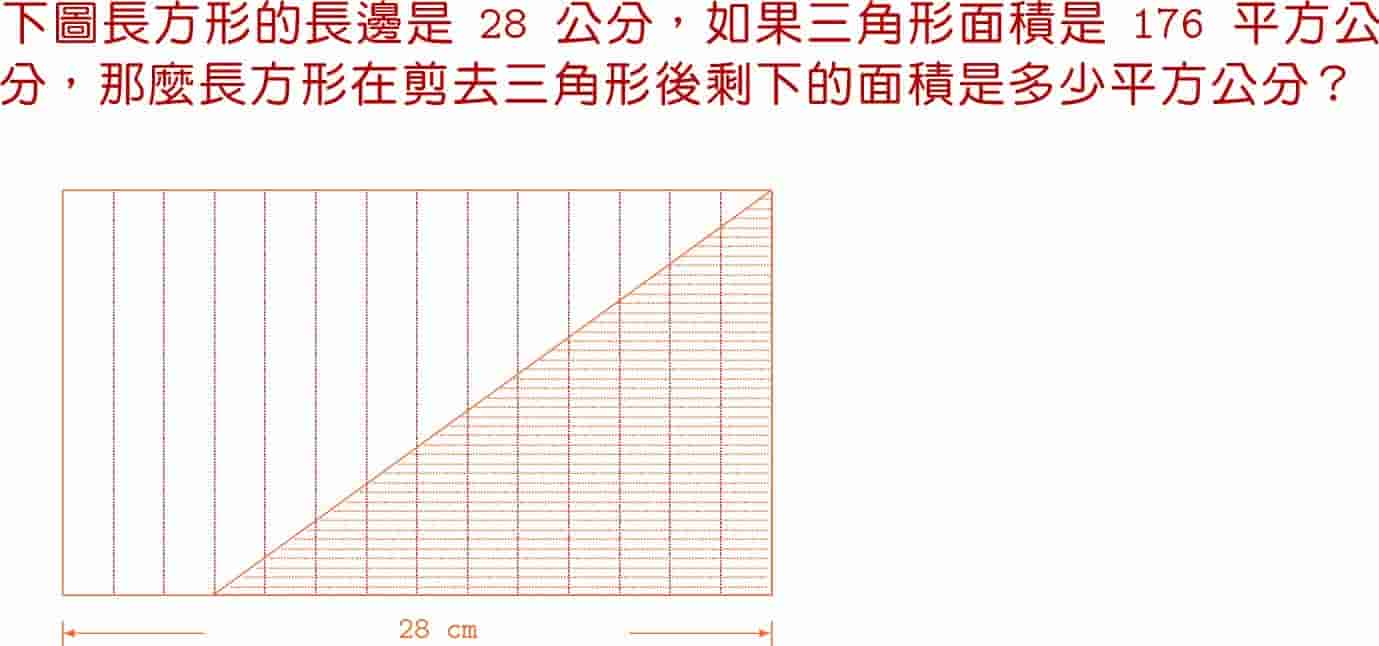 下圖長方形的長邊是 28 公分，如果三角形面積是 176 平方公
分，那麼長方形在剪去三角形後剩下的面積是多少平方公分？
28 cm